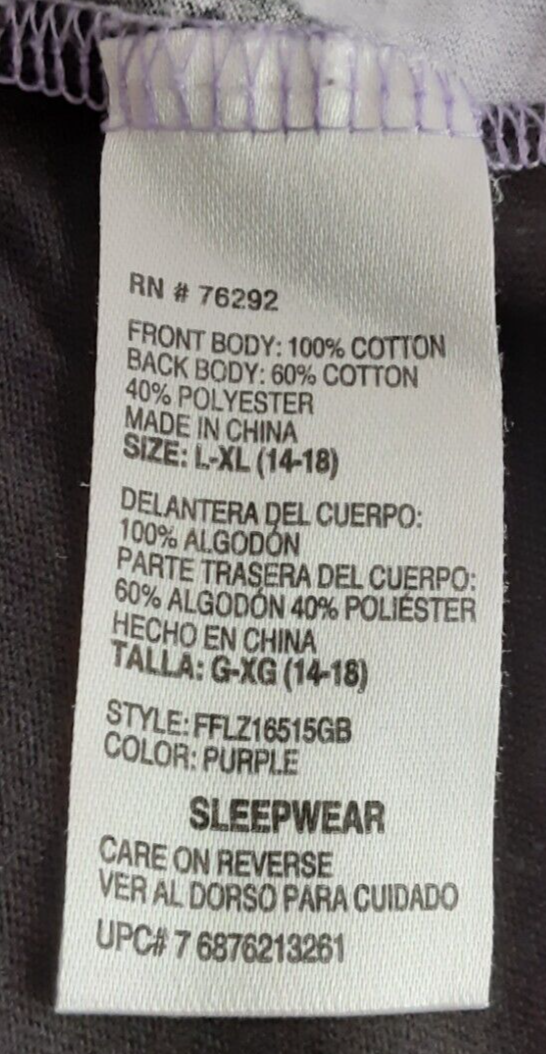 RN # 76292
FRONT BODY: 100% COTTON
BACK BODY: 60% COTTON
40% POLYESTER
MADE IN CHINA
SIZE: L-XL (14-18)
DELANTERA DEL CUERPO:
100% ALGODÓN
PARTE TRASERA DEL CUERPO:
60% ALGODÓN 40% POLIÉSTER
HECHO EN CHINA
TALLA: G-XG (14-18)
STYLE: FFLZ16515GB
COLOR: PURPLE
SLEEPWEAR
CARE ON REVERSE
VER AL DORSO PARA CUIDADO
UPC# 7 6876213261